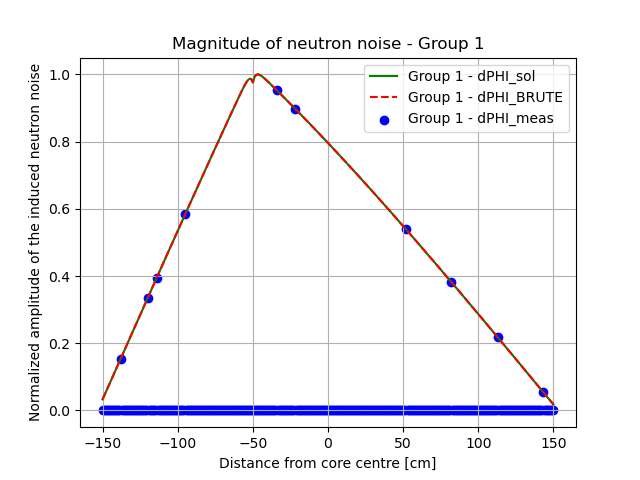 Magnitude of neutron noise - Group 1
Group 1 - dPHI_sol
Group 1 - dPHI_BRUTE
Group 1 - dPHI_meas
Normalized amplitude of the induced neutron noise
1.0
0.8
0.6
0.4
0.2
0.0
−150 −100 −50 0 50 100 150
Distance from core centre [cm]